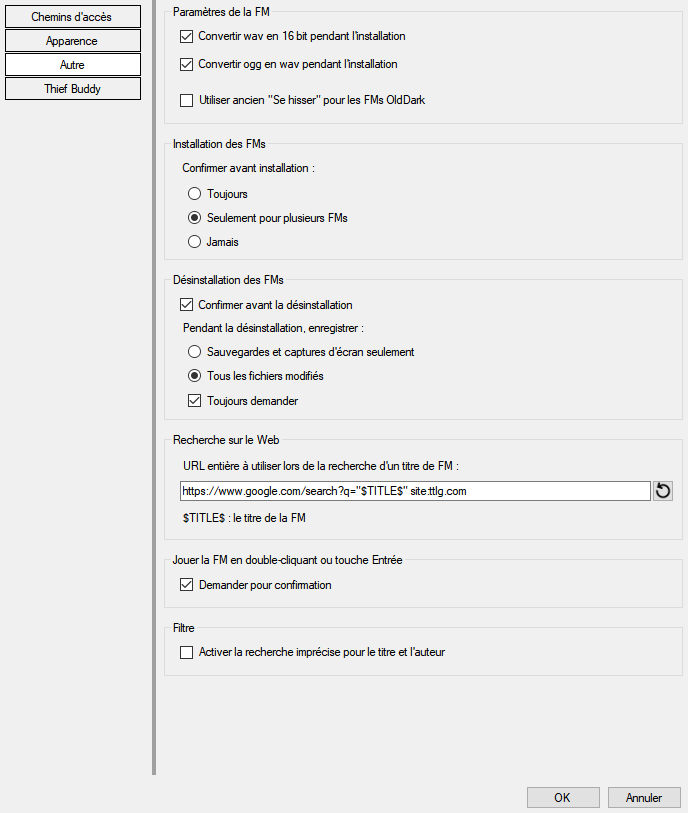 Chemins d'accès
Apparence
Autre
Thief Buddy
Paramètres de la FM
Convertir wav en 16 bit pendant l'installation
Convertir ogg en wav pendant l'installation
Utiliser ancien "Se hisser" pour les FMs OldDark
Installation des FMs
Confirmer avant installation :
Toujours
Seulement pour plusieurs FMs
Jamais
Désinstallation des FMs
Confirmer avant la désinstallation
Pendant la désinstallation, enregistrer :
Sauvegardes et captures d'écran seulement
Tous les fichiers modifiés
Toujours demander
Recherche sur le Web
URL entière à utiliser lors de la recherche d'un titre de FM :
https://www.google.com/search?q="$TITLE$" site:ttlg.com
$TITLE$ : le titre de la FM
Jouer la FM en double-cliquant ou touche Entrée
Demander pour confirmation
Filtre
Activer la recherche imprécise pour le titre et l'auteur
OK
Annuler